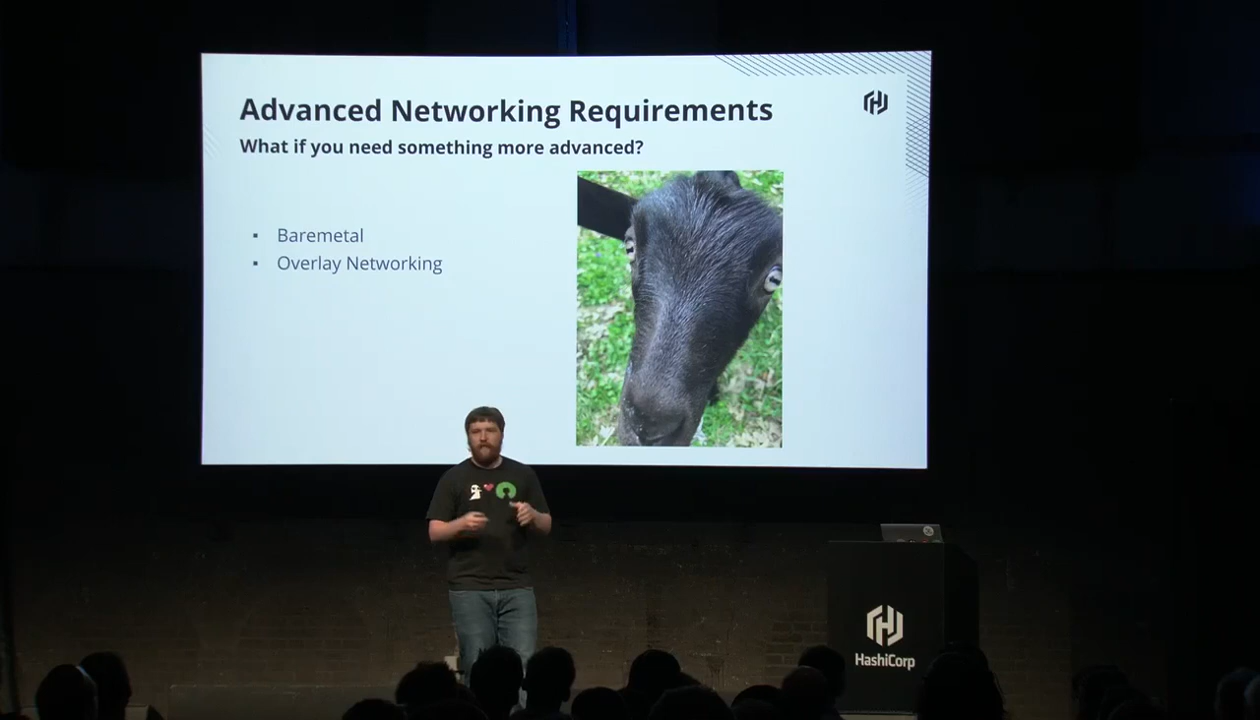 Advanced Networking Requirements
What if you need something more advanced?
▪ Baremetal
▪ Overlay Networking
HashiCorp